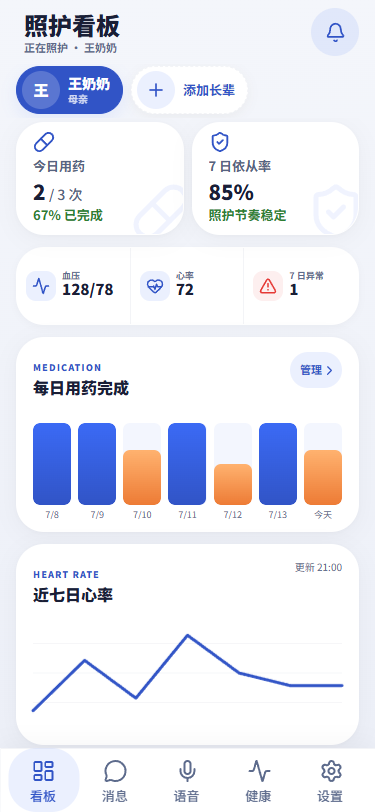 照护看板
正在照护 · 王奶奶
王 王奶奶
母亲
添加长辈
今日用药
2 / 3 次
67% 已完成
7 日依从率
85%
照护节奏稳定
血压
128/78
心率
72
7 日异常
1
MEDICATION
每日用药完成
管理
7/8 7/9 7/10 7/11 7/12 7/13 今天
HEART RATE
近七日心率
更新 21:00
看板 消息 语音 健康 设置